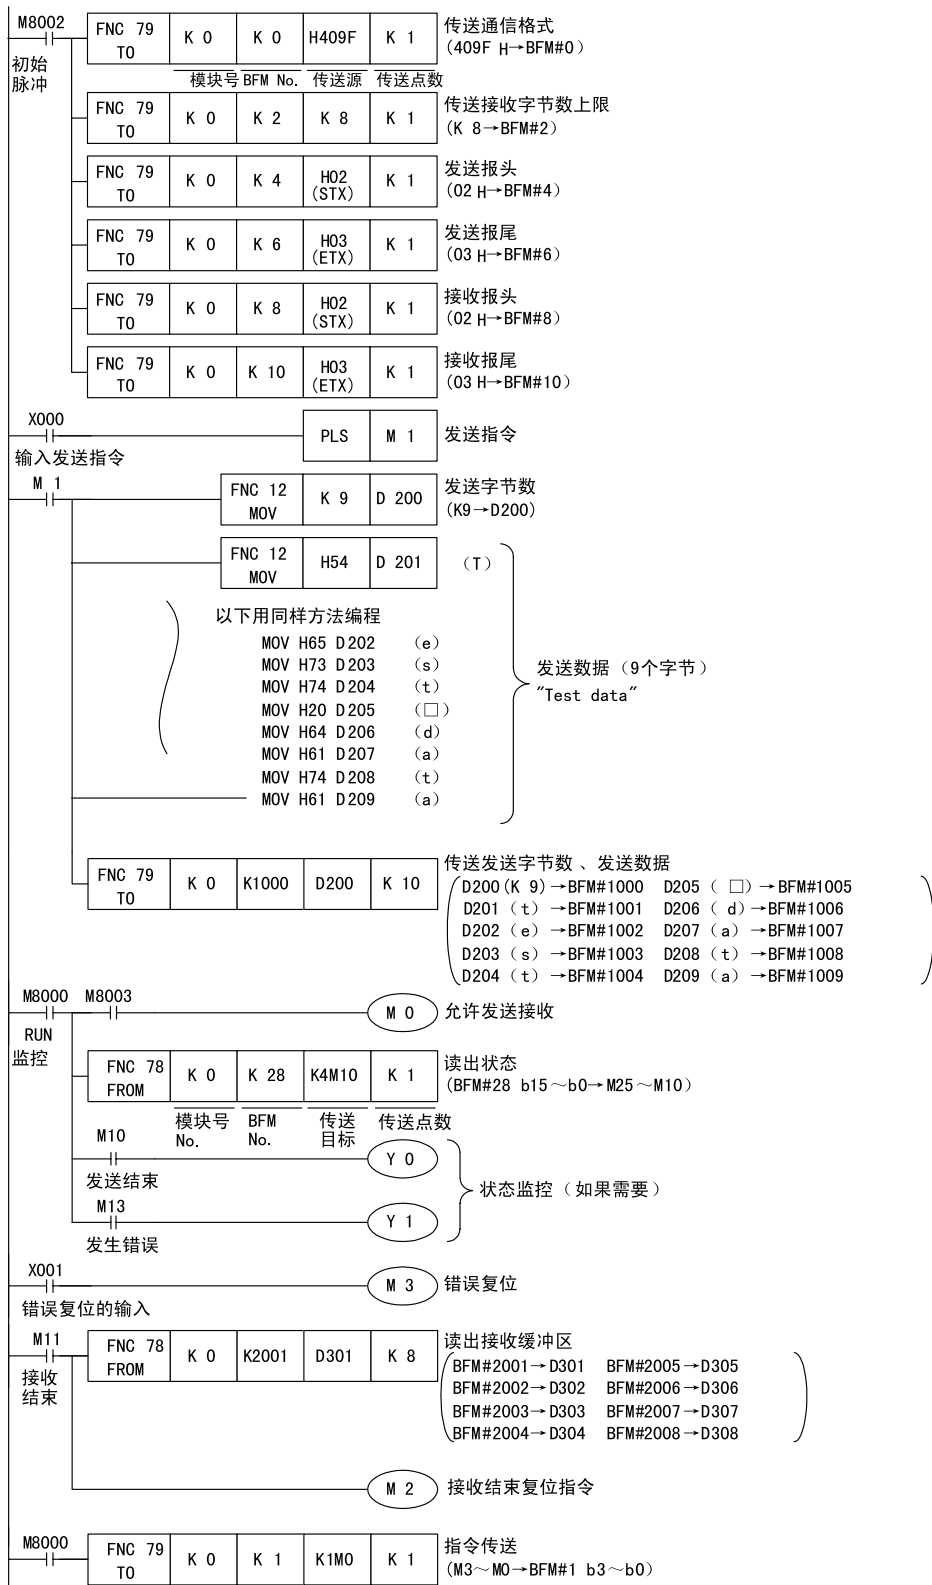 M8002
FNC 79 TO K 0 K 0 H409F K 1 传送通信格式
(409F H→BFM#0)
初始脉冲
模块号 BFM No. 传送源 传送点数
FNC 79 TO K 0 K 2 K 8 K 1 传送接收字节数上限
(K 8→BFM#2)
FNC 79 TO K 0 K 4 H02 (STX) K 1 发送报头
(02 H→BFM#4)
FNC 79 TO K 0 K 6 H03 (ETX) K 1 发送报尾
(03 H→BFM#6)
FNC 79 TO K 0 K 8 H02 (STX) K 1 接收报头
(02 H→BFM#8)
FNC 79 TO K 0 K 10 H03 (ETX) K 1 接收报尾
(03 H→BFM#10)
X000
PLS M 1 发送指令
输入发送指令
M 1
FNC 12 MOV K 9 D 200 发送字节数
(K9→D200)
FNC 12 MOV H54 D 201 (T)
以下用同样方法编程
MOV H65 D202 (e)
MOV H73 D203 (s)
MOV H74 D204 (t)
MOV H20 D205 (□)
MOV H64 D206 (d)
MOV H61 D207 (a)
MOV H74 D208 (t)
MOV H61 D209 (a)
发送数据（9个字节）
"Test data"
FNC 79 TO K 0 K1000 D200 K 10 传送发送字节数、发送数据
D200(K 9)→BFM#1000 D205 ( □)→BFM#1005
D201 (t) →BFM#1001 D206 ( d)→BFM#1006
D202 (e) →BFM#1002 D207 (a) →BFM#1007
D203 (s) →BFM#1003 D208 (t) →BFM#1008
D204 (t) →BFM#1004 D209 (a) →BFM#1009
M8000 M8003
M 0 允许发送接收
RUN
监控
FNC 78 FROM K 0 K 28 K4M10 K 1 读出状态
(BFM#28 b15～b0→M25～M10)
模块号 No. BFM No. 传送目标 传送点数
M10
Y 0
发送结束
状态监控（如果需要）
M13
Y 1
发生错误
X001
M 3 错误复位
错误复位的输入
M11
FNC 78 FROM K 0 K2001 D301 K 8 读出接收缓冲区
接收结束
BFM#2001→D301 BFM#2005→D305
BFM#2002→D302 BFM#2006→D306
BFM#2003→D303 BFM#2007→D307
BFM#2004→D304 BFM#2008→D308
M 2 接收结束复位指令
M8000
FNC 79 TO K 0 K 1 K1M0 K 1 指令传送
(M3～M0→BFM#1 b3～b0)